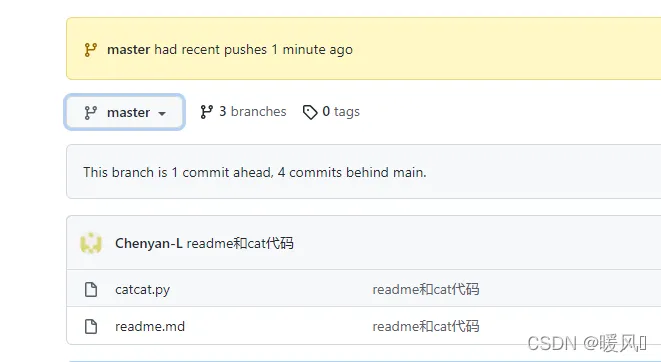 master had recent pushes 1 minute ago
master 3 branches 0 tags
This branch is 1 commit ahead, 4 commits behind main.
Chenyan-L readme和cat代码
catcat.py readme和cat代码
readme.md readme和cat代码
CSDN @暖风